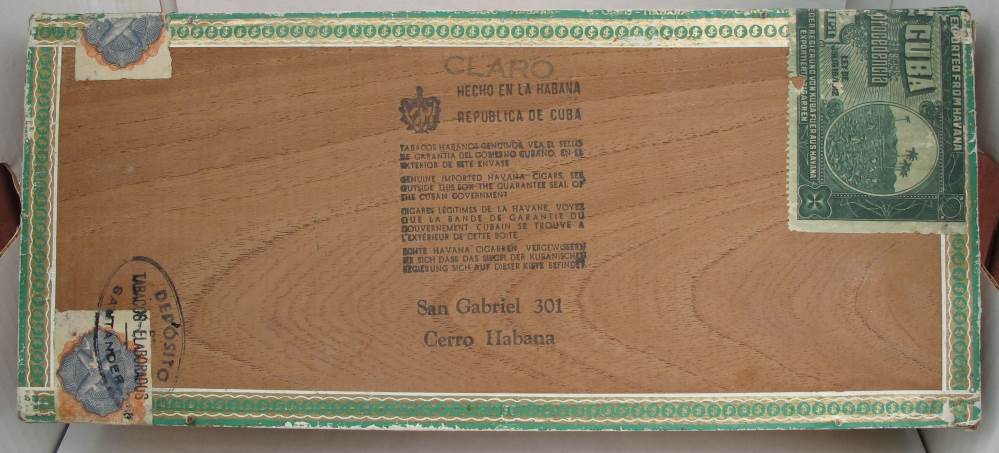 CLARO
HECHO EN LA HABANA
REPUBLICA DE CUBA
TABACOS HABANOS GENUINOS, VEA EL SELLO
DE GARANTIA DEL GOBIERNO CUBANO, EN EL
EXTERIOR DE ESTE ENVASE
GENUINE IMPORTED HAVANA CIGARS, SEE
OUTSIDE THIS BOX THE GUARANTEE SEAL OF
THE CUBAN GOVERNMENT
CIGARES LÉGITIMES DE LA HAVANE, VOYEZ
QUE LA BANDE DE GARANTIE DU
GOUVERNEMENT CUBAIN SE TROUVE A
L'EXTÉRIEUR DE CETTE BOITE
ECHTE HAVANA CIGARREN, VERGEWISSERN
SIE SICH DASS DAS SIEGEL DER KUBANISCHEN
REGIERUNG SICH AUF DIESER KISTE BEFINDET
San Gabriel 301
Cerro Habana
DEPOSITO
DE
TABACOS ELABORADOS
SANTANDER
EXPORTED FROM HAVANA
CUBA
Independencia